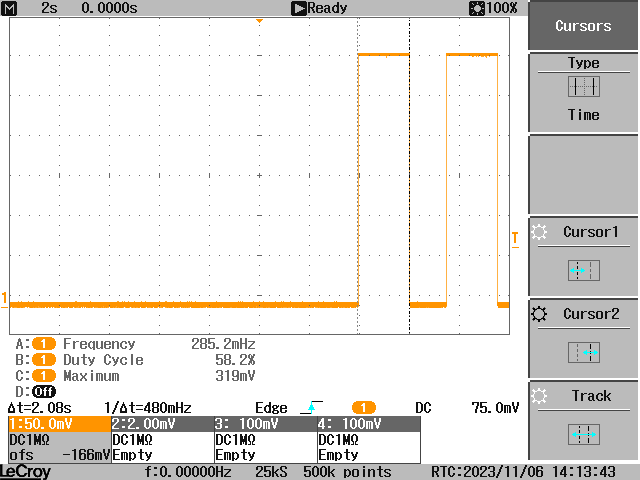 M 2s 0.0000s Ready 100%
Cursors
Type
Time
T
Cursor1
1
Cursor2
A: 1 Frequency 285.2mHz
B: 1 Duty Cycle 58.2%
C: 1 Maximum 319mV
D: Off
Track
Δt=2.08s 1/Δt=480mHz Edge 1 DC 75.0mV
1:50.0mV 2:2.00mV 3: 100mV 4: 100mV
DC1MΩ DC1MΩ DC1MΩ DC1MΩ
ofs -166mV Empty Empty Empty
LeCroy f:0.00000Hz 25kS 500k points RTC:2023/11/06 14:13:43